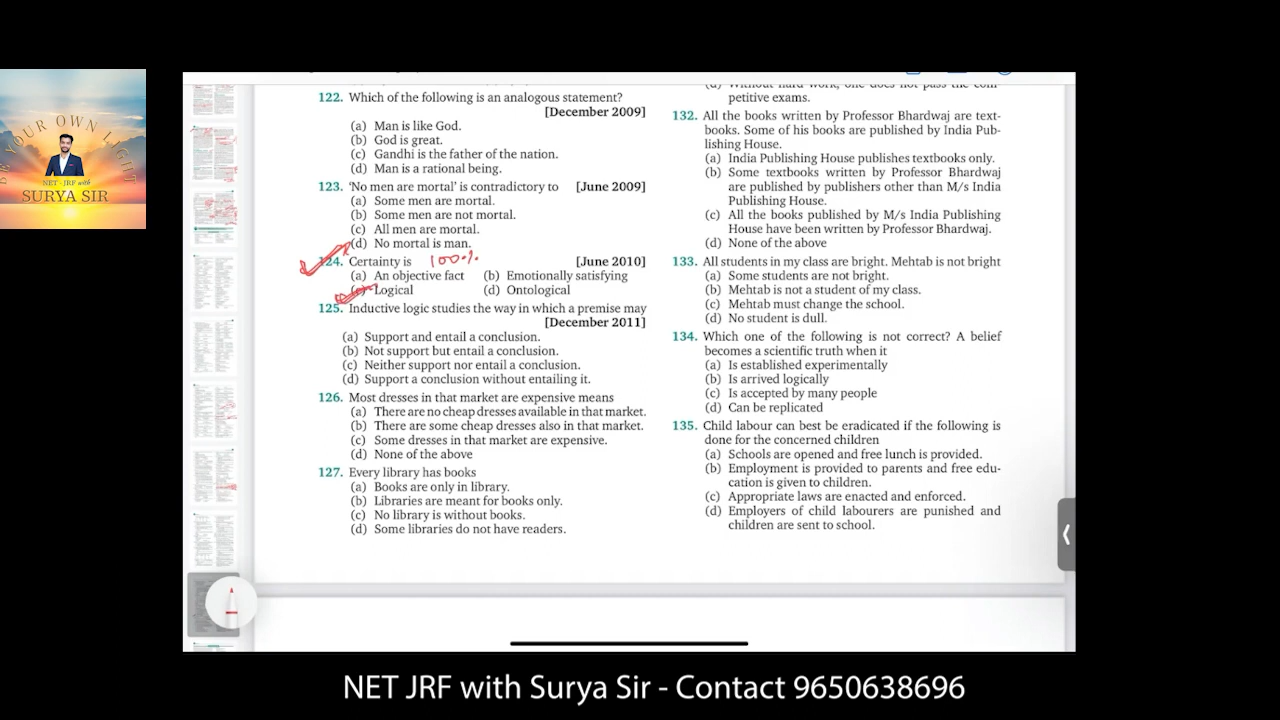 YOUR OWN
NET - JRF with
SURYA SIR
122. Which of the following is an analogous statement?
[December 2009]
(a) Man is like God.
(b) God is great.
(c) Gandhiji is the father of the nation.
(d) Man is a rational being.
123. 'No men are mortal' is contradictory to [June 2009]
(a) Some men are mortal.
(b) Some men are not mortal.
(c) All men are mortal.
(d) No mortal is man.
124. Certainty is 100% [June 2010]
(a) An objective fact (b) Emotionally satisfying
(c) Logical (d) Ontological
125. Inductive logic studies the way in which a premise may
[December 2011]
(a) Support and entail a conclusion.
(b) Not support but entail a conclusion.
(c) Neither support nor entail a conclusion.
(d) Support a conclusion without entailing it.
126. No dresses in that market are expensive means
cheap dresses available in that market.
(b) There are some cheap dresses also in that market.
(c) Some dresses in that market are expensive.
(d) None of the above
127. Every library has books
(a) Books are only in library.
(b) Libraries are meant for books only.
(c) No library is without books.
(d) Some libraries do not have readers.
(d) Without hard work, one does not pass the com-
petitive exams.
132. All the books written by Professor Bhardwaj are text-
books. Some of his books are published by India Pub-
lishing House.
(a) India Publishing House publishes textbooks only.
(b) Some textbooks written by Professor Bhardwaj
are published by publishers other than M/s India
Publishing House.
(c) All the books published by M/s India Publishing
House have been written by Professor Bhardwaj.
(d) None of the above
133. All students in my class are bright. Mehtab is not bright
(a) Some students are not bright.
(b) Mehtab is not a student of my class.
(c) Mehtab must change the school.
(d) No student is dull.
134. Which one of the following is not correct? A belief
becomes a scientific truth when it
(a) Is established experimentally
(b) Is arrived logically
(c) Is accepted by many people
(d) Can be replicated
135. Child labour can be eradicated if the following is
done for the concerned children
(a) Schools are opened and free lunch is provided.
(b) Employment is provided to parents and free edu-
cation is given to children.
(c) Appropriate laws are enacted and enforced.
(d) Employers of child labourers are punished and
children are sent to school.
NET JRF with Surya Sir - Contact 9650638696